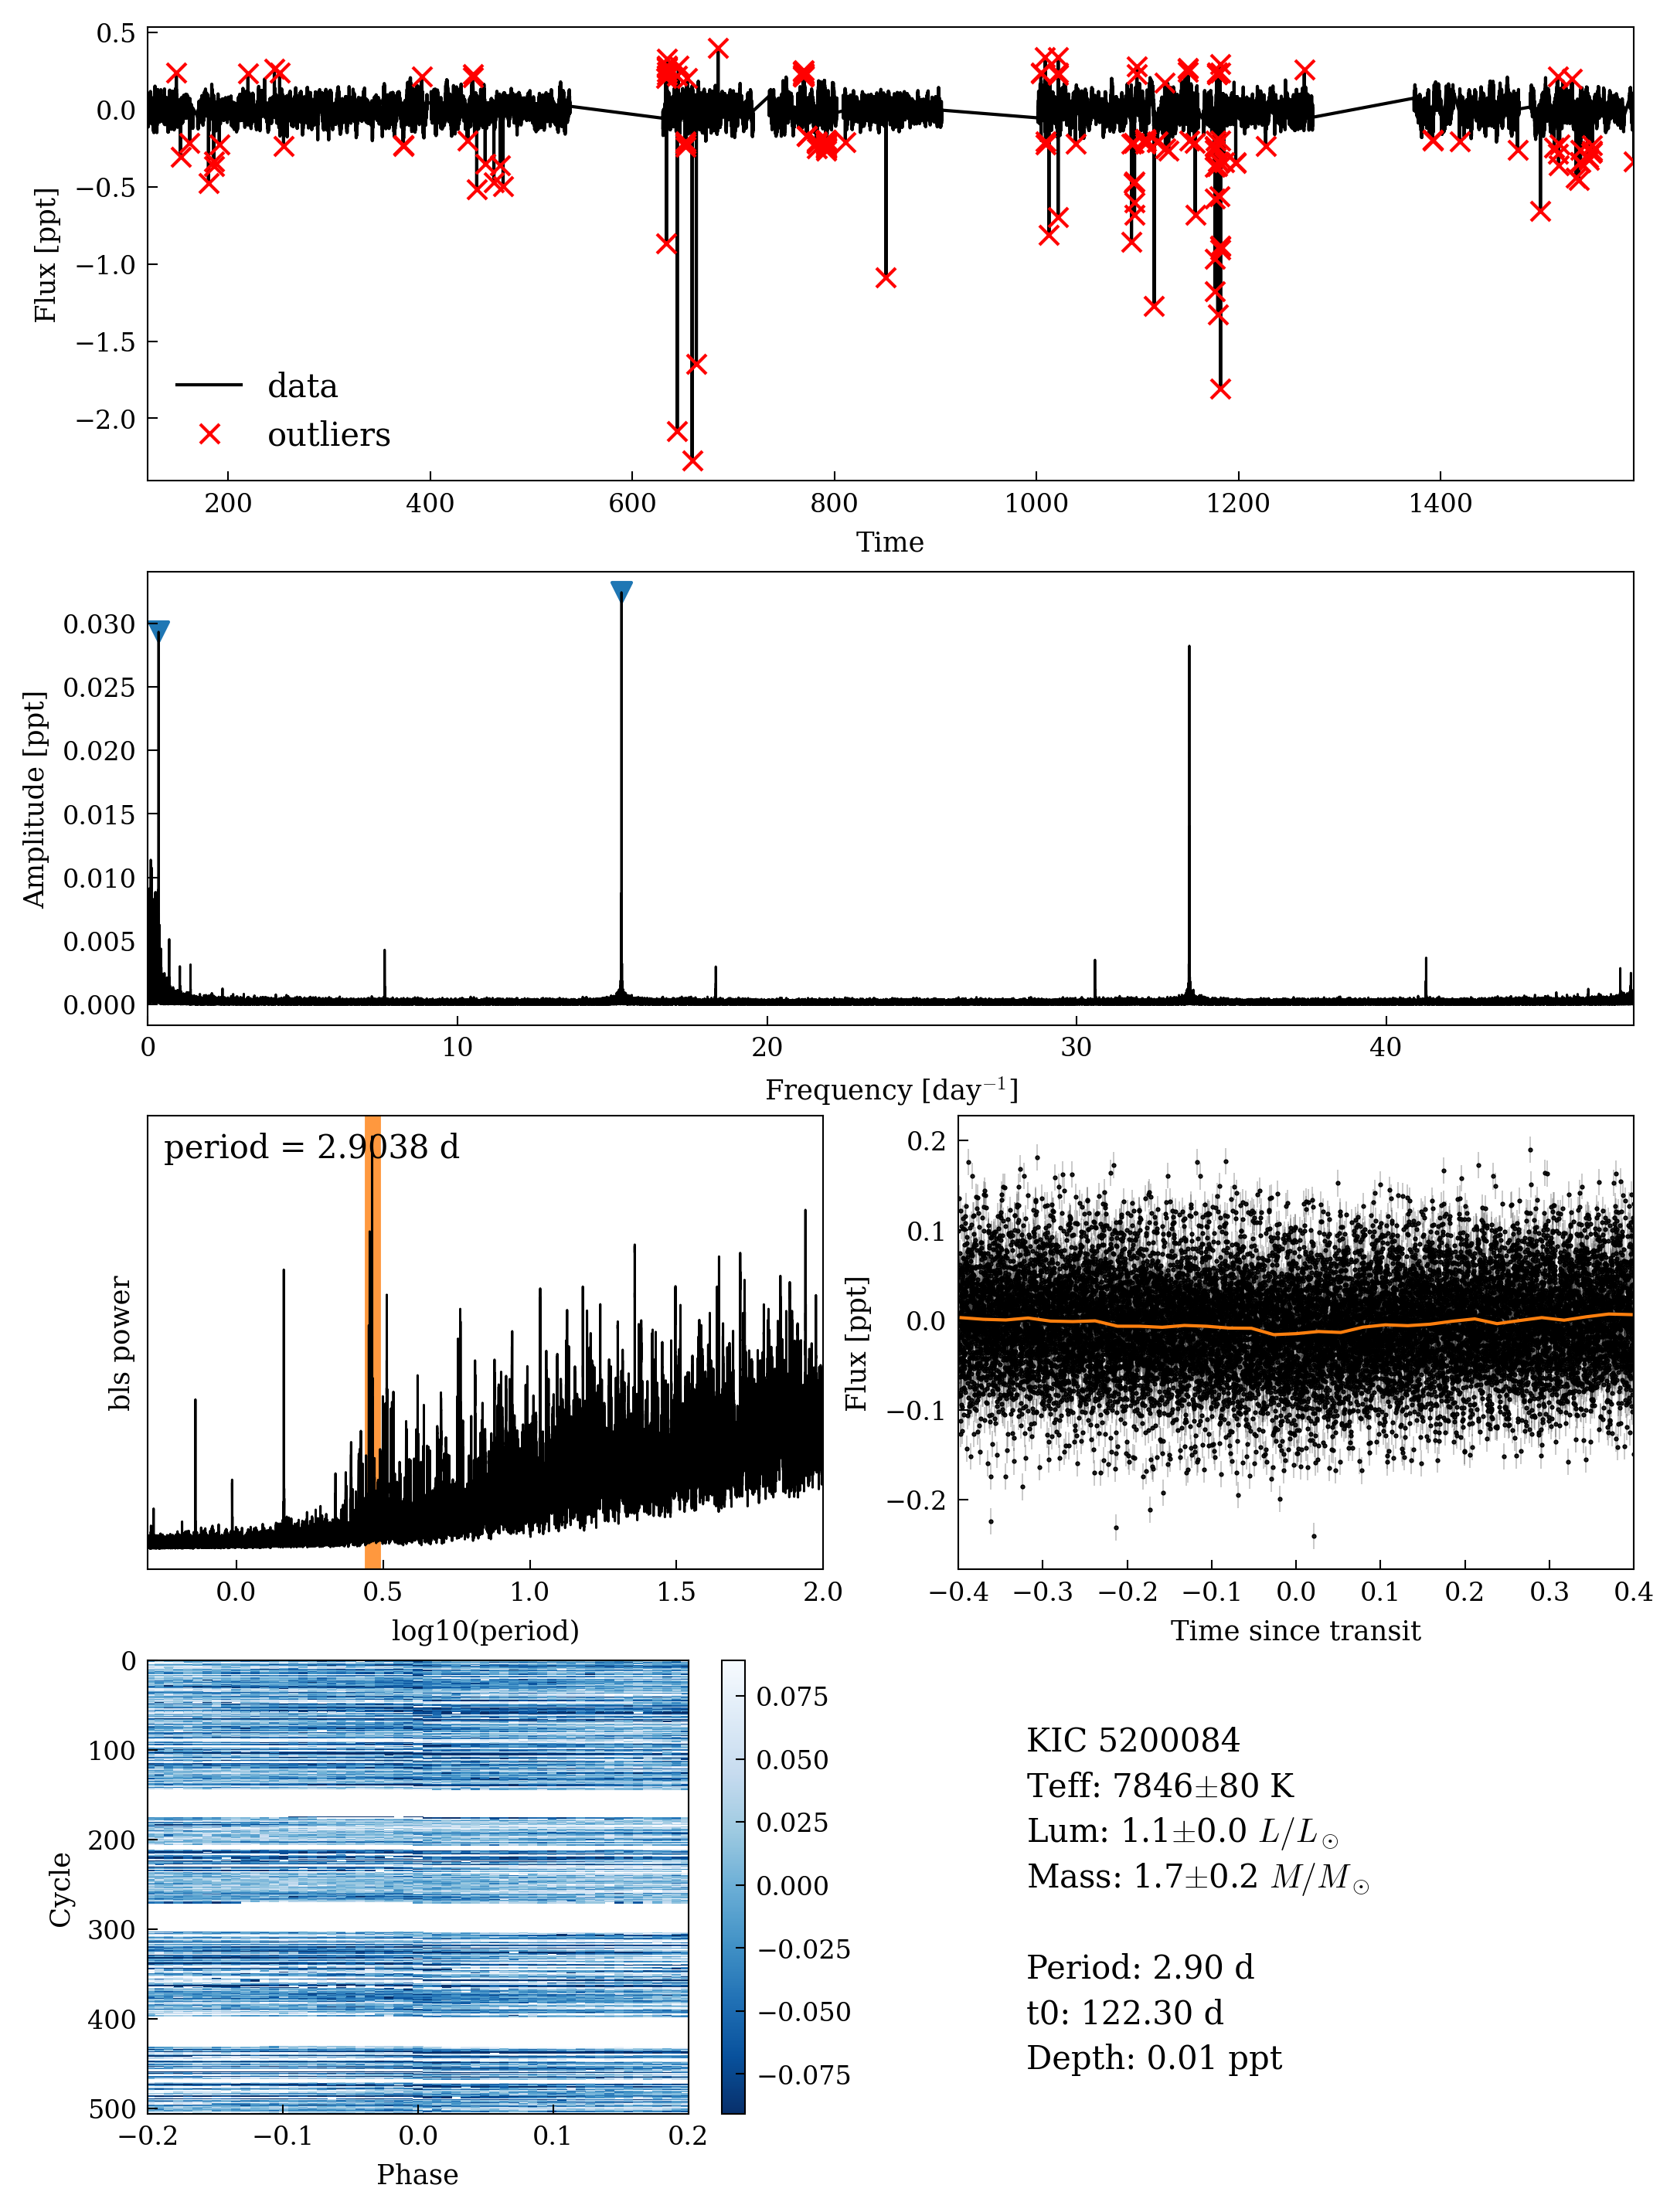 0.5
0.0
−0.5
−1.0
−1.5
−2.0
Flux [ppt]
data
outliers
200 400 600 800 1000 1200 1400
Time
0.030
0.025
0.020
0.015
0.010
0.005
0.000
Amplitude [ppt]
0 10 20 30 40
Frequency [day⁻¹]
period = 2.9038 d
bls power
0.0 0.5 1.0 1.5 2.0
log10(period)
0.2
0.1
0.0
−0.1
−0.2
Flux [ppt]
−0.4 −0.3 −0.2 −0.1 0.0 0.1 0.2 0.3 0.4
Time since transit
0
100
200
300
400
500
Cycle
−0.2 −0.1 0.0 0.1 0.2
Phase
0.075
0.050
0.025
0.000
−0.025
−0.050
−0.075
KIC 5200084
Teff: 7846±80 K
Lum: 1.1±0.0 L/L⊙
Mass: 1.7±0.2 M/M⊙
Period: 2.90 d
t0: 122.30 d
Depth: 0.01 ppt